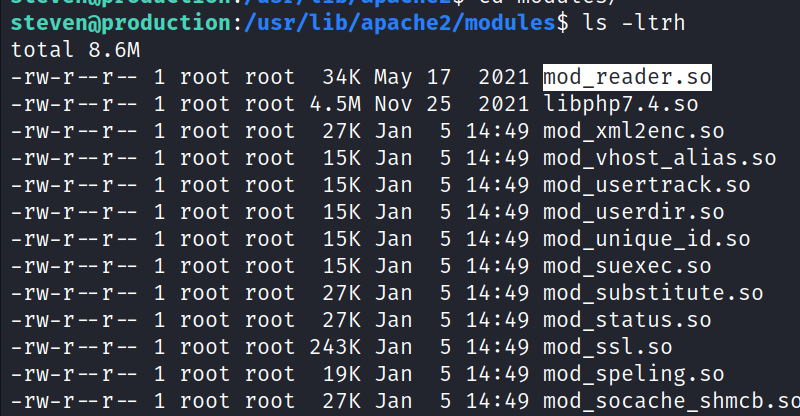 steven@production:/usr/lib/apache2$ cd modules/
steven@production:/usr/lib/apache2/modules$ ls -ltrh
total 8.6M
-rw-r--r-- 1 root root  34K May 17  2021 mod_reader.so
-rw-r--r-- 1 root root 4.5M Nov 25  2021 libphp7.4.so
-rw-r--r-- 1 root root  27K Jan  5 14:49 mod_xml2enc.so
-rw-r--r-- 1 root root  15K Jan  5 14:49 mod_vhost_alias.so
-rw-r--r-- 1 root root  15K Jan  5 14:49 mod_usertrack.so
-rw-r--r-- 1 root root  15K Jan  5 14:49 mod_userdir.so
-rw-r--r-- 1 root root  15K Jan  5 14:49 mod_unique_id.so
-rw-r--r-- 1 root root  15K Jan  5 14:49 mod_suexec.so
-rw-r--r-- 1 root root  27K Jan  5 14:49 mod_substitute.so
-rw-r--r-- 1 root root  27K Jan  5 14:49 mod_status.so
-rw-r--r-- 1 root root 243K Jan  5 14:49 mod_ssl.so
-rw-r--r-- 1 root root  19K Jan  5 14:49 mod_speling.so
-rw-r--r-- 1 root root  27K Jan  5 14:49 mod_socache_shmcb.so